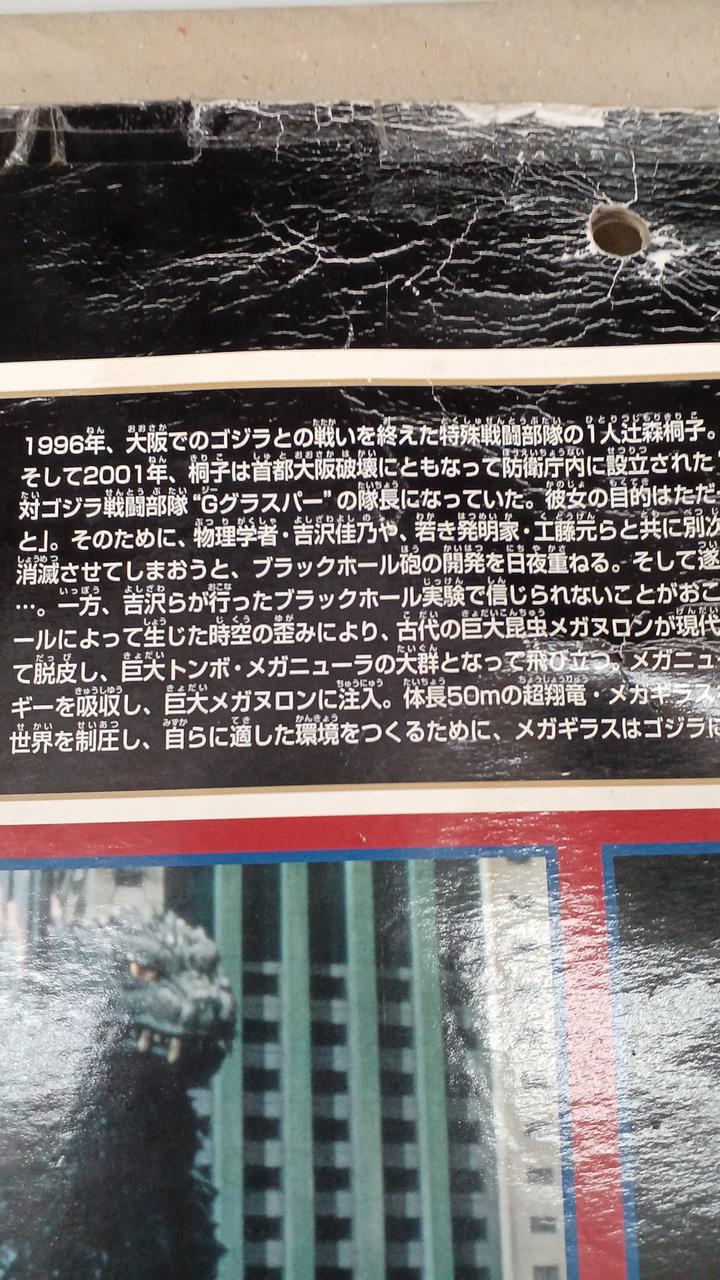 1996年、大阪でのゴジラとの戦いを終えた特殊戦闘部隊の1人辻森桐子。
そして2001年、桐子は首都大阪破壊にともなって防衛庁内に設立された
対ゴジラ戦闘部隊“Gグラスパー”の隊長になっていた。彼女の目的はただ
と」。そのために、物理学者・吉沢佳乃や、若き発明家・工藤元らと共に別次
消滅させてしまおうと、ブラックホール砲の開発を日夜重ねる。そして遂
…。一方、吉沢らが行ったブラックホール実験で信じられないことがおこ
ールによって生じた時空の歪みにより、古代の巨大昆虫メガヌロンが現代
て脱皮し、巨大トンボ・メガニューラの大群となって飛び立つ。メガニュ
ギーを吸収し、巨大メガヌロンに注入。体長50mの超翔竜・メガギラス
世界を制圧し、自らに適した環境をつくるために、メガギラスはゴジラに